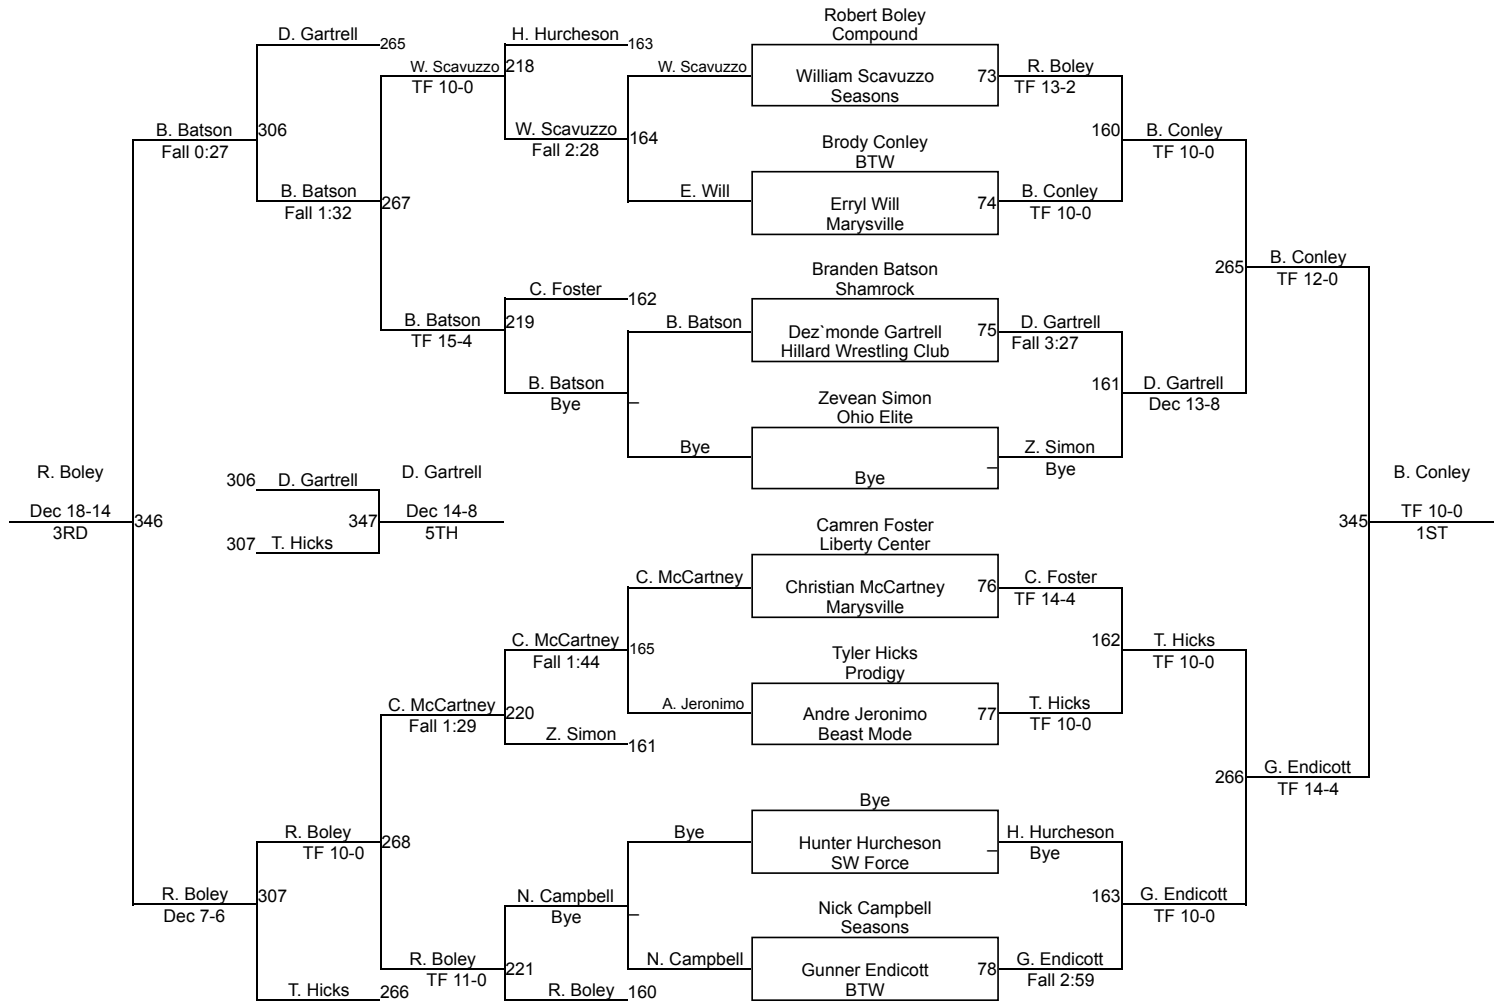 Robert Boley
Compound
D. Gartrell
265
H. Hurcheson
163
W. Scavuzzo
218
TF 10-0
W. Scavuzzo
William Scavuzzo
Seasons
73
R. Boley
TF 13-2
B. Batson
Fall 0:27
306
W. Scavuzzo
Fall 2:28
164
Brody Conley
BTW
160
B. Conley
TF 10-0
B. Batson
Fall 1:32
267
E. Will
Erryl Will
Marysville
74
B. Conley
TF 10-0
Branden Batson
Shamrock
265
B. Conley
TF 12-0
C. Foster
162
B. Batson
TF 15-4
219
B. Batson
Dez`monde Gartrell
Hillard Wrestling Club
75
D. Gartrell
Fall 3:27
B. Batson
Bye
_
Zevean Simon
Ohio Elite
161
D. Gartrell
Dec 13-8
Bye
Bye
_
Z. Simon
Bye
R. Boley
Dec 18-14
3RD
346
306
D. Gartrell
307
T. Hicks
347
D. Gartrell
Dec 14-8
5TH
B. Conley
345
TF 10-0
1ST
Camren Foster
Liberty Center
C. McCartney
Christian McCartney
Marysville
76
C. Foster
TF 14-4
C. McCartney
Fall 1:44
165
Tyler Hicks
Prodigy
162
T. Hicks
TF 10-0
C. McCartney
Fall 1:29
220
Z. Simon
161
A. Jeronimo
Andre Jeronimo
Beast Mode
77
T. Hicks
TF 10-0
266
G. Endicott
TF 14-4
Bye
R. Boley
TF 10-0
268
Bye
Hunter Hurcheson
SW Force
_
H. Hurcheson
Bye
R. Boley
Dec 7-6
307
N. Campbell
Bye
_
Nick Campbell
Seasons
163
G. Endicott
TF 10-0
R. Boley
TF 11-0
221
N. Campbell
Gunner Endicott
BTW
78
G. Endicott
Fall 2:59
T. Hicks
266
R. Boley
160